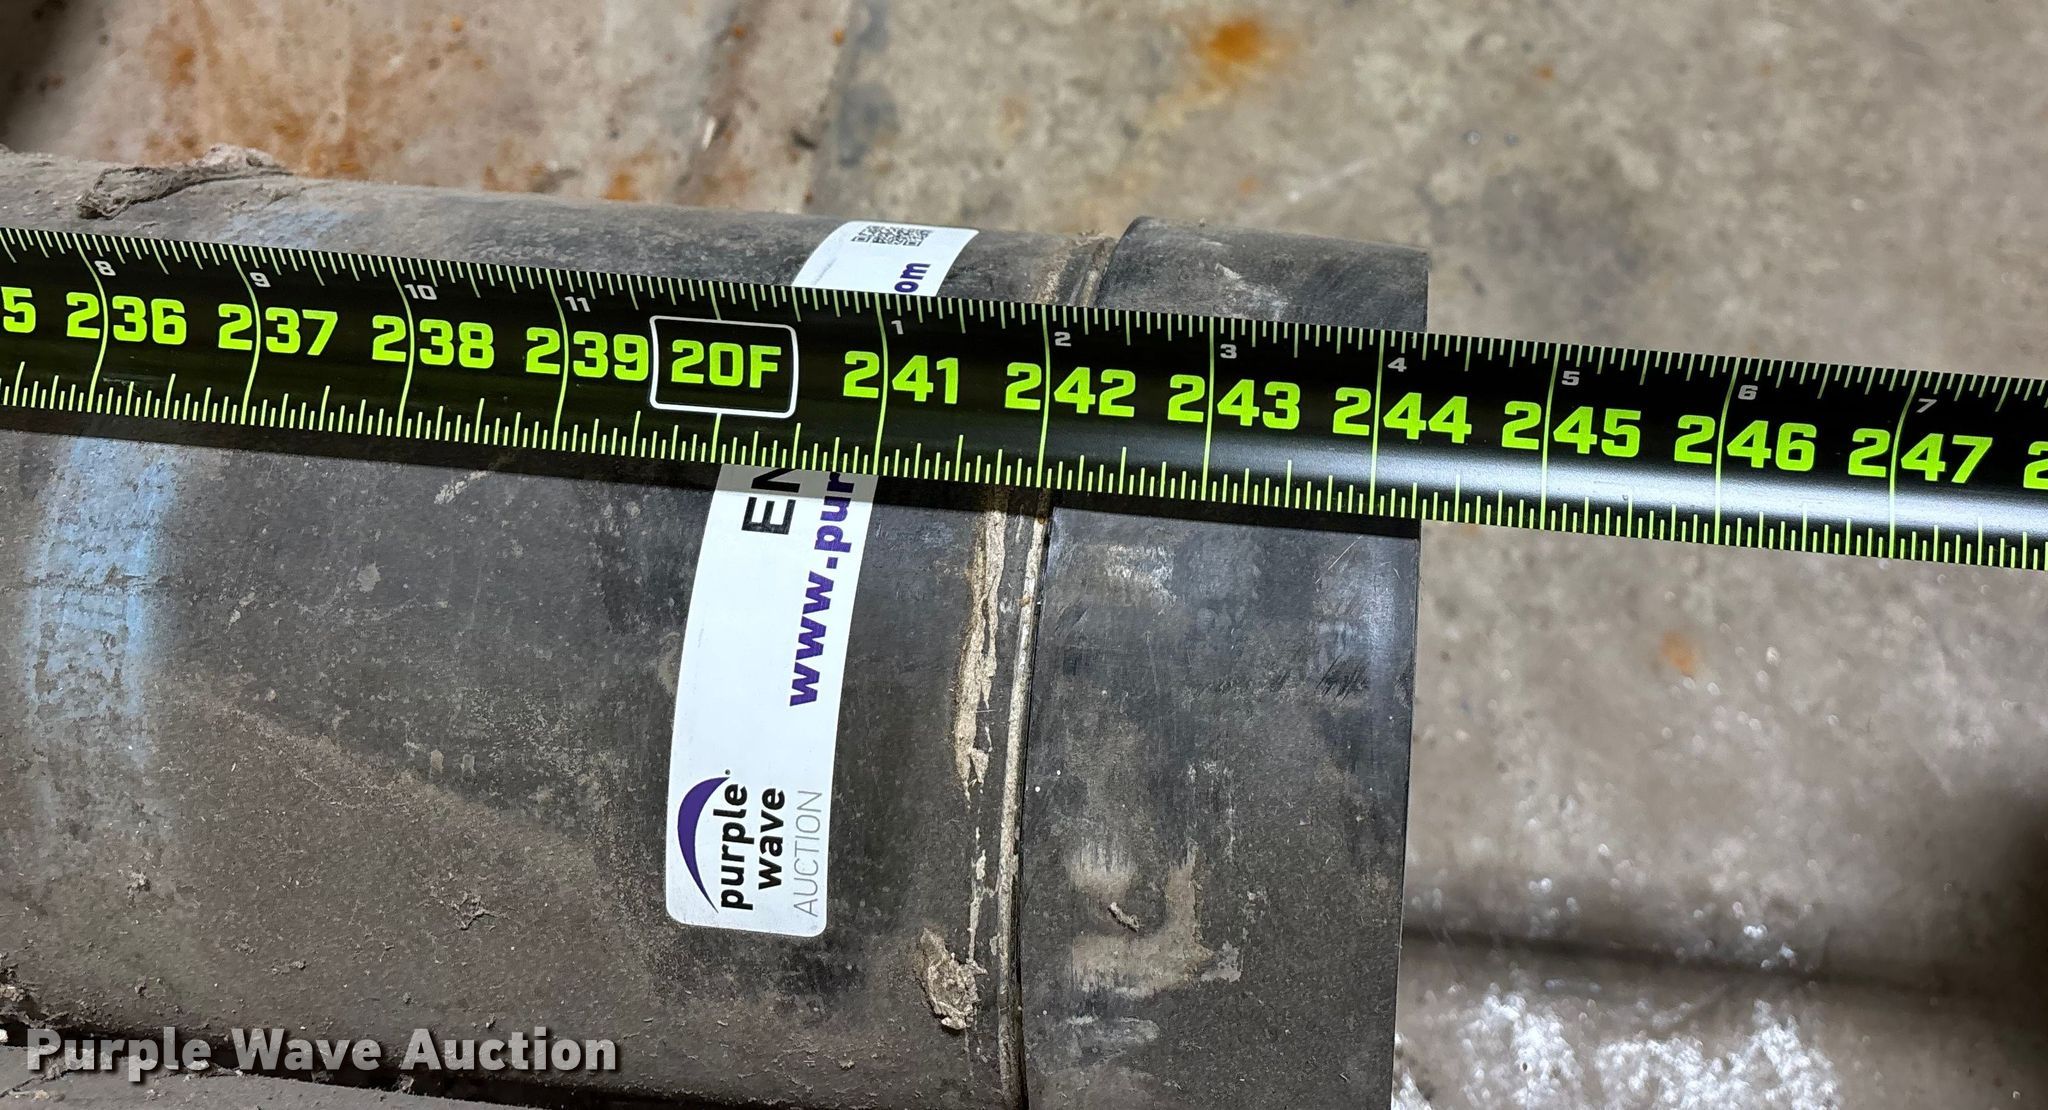 8 9 10 11 1 2 3 4 5 6 7
5 236 237 238 239 20F 241 242 243 244 245 246 247 2
om
EN
www.pur
purple
wave
AUCTION
Purple Wave Auction